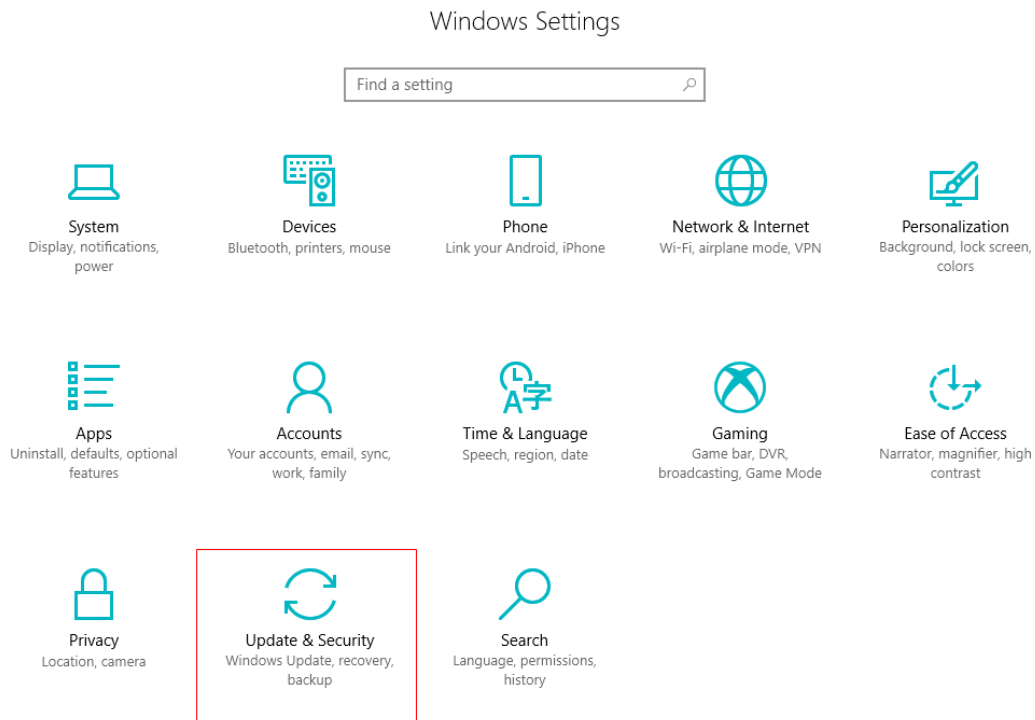 Windows Settings
Find a setting
System
Display, notifications,
power
Devices
Bluetooth, printers, mouse
Phone
Link your Android, iPhone
Network & Internet
Wi-Fi, airplane mode, VPN
Personalization
Background, lock screen,
colors
Apps
Uninstall, defaults, optional
features
Accounts
Your accounts, email, sync,
work, family
A字
Time & Language
Speech, region, date
Gaming
Game bar, DVR,
broadcasting, Game Mode
Ease of Access
Narrator, magnifier, high
contrast
Privacy
Location, camera
Update & Security
Windows Update, recovery,
backup
Search
Language, permissions,
history